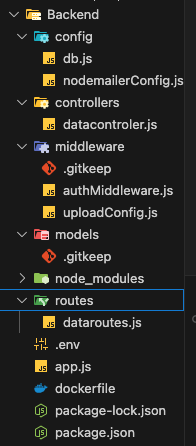 Backend
config
db.js
nodemailerConfig.js
controllers
datacontroler.js
middleware
.gitkeep
authMiddleware.js
uploadConfig.js
models
.gitkeep
node_modules
routes
dataroutes.js
.env
app.js
dockerfile
package-lock.json
package.json